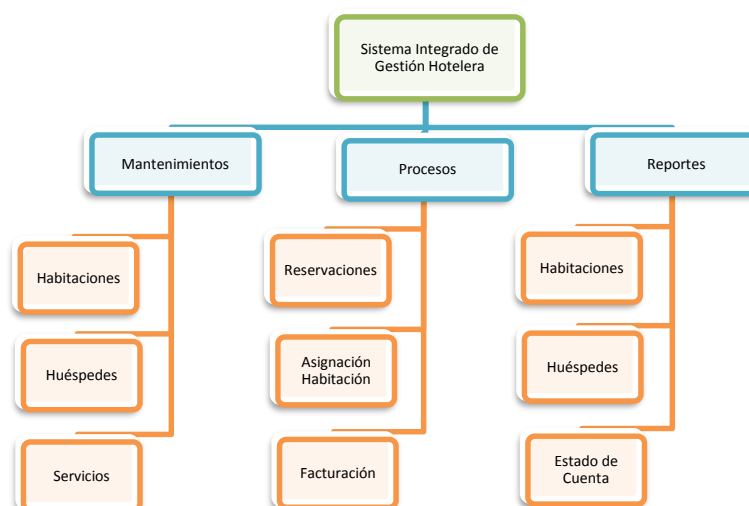 Sistema Integrado de
Gestión Hotelera
Mantenimientos
Procesos
Reportes
Habitaciones
Reservaciones
Habitaciones
Huéspedes
Asignación
Habitación
Huéspedes
Servicios
Facturación
Estado de
Cuenta